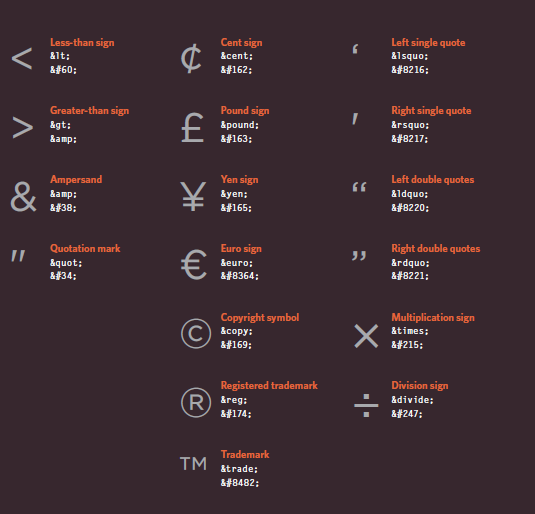 <
Less-than sign
&lt;
&#60;
>
Greater-than sign
&gt;
&amp;
&
Ampersand
&amp;
&#38;
"
Quotation mark
&quot;
&#34;
¢
Cent sign
&cent;
&#162;
£
Pound sign
&pound;
&#163;
¥
Yen sign
&yen;
&#165;
€
Euro sign
&euro;
&#8364;
©
Copyright symbol
&copy;
&#169;
®
Registered trademark
&reg;
&#174;
™
Trademark
&trade;
&#8482;
‘
Left single quote
&lsquo;
&#8216;
'
Right single quote
&rsquo;
&#8217;
“
Left double quotes
&ldquo;
&#8220;
”
Right double quotes
&rdquo;
&#8221;
×
Multiplication sign
&times;
&#215;
÷
Division sign
&divide;
&#247;